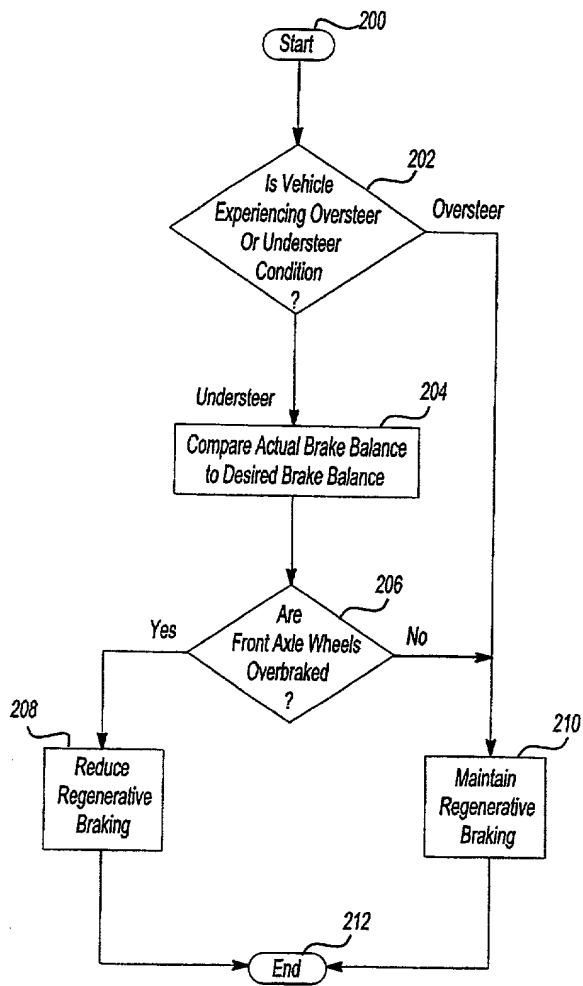 200
Start
202
Is Vehicle
Experiencing Oversteer
Or Understeer
Condition
?
Oversteer
Understeer
204
Compare Actual Brake Balance
to Desired Brake Balance
206
Are
Front Axle Wheels
Overbraked
?
Yes
No
208
Reduce
Regenerative
Braking
210
Maintain
Regenerative
Braking
212
End